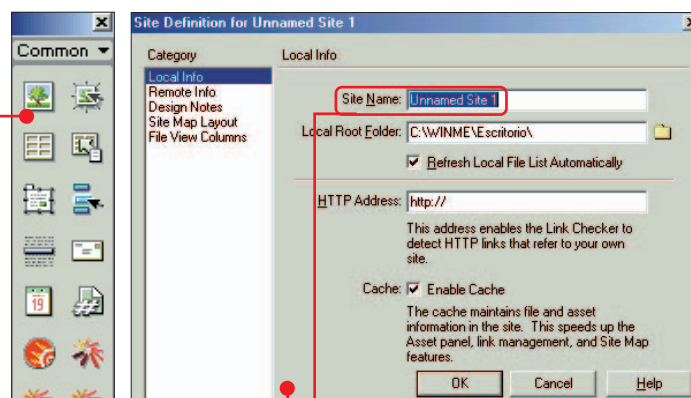 Common
19
Site Definition for Unnamed Site 1
Category
Local Info
Remote Info
Design Notes
Site Map Layout
File View Columns
Local Info
Site Name: Unnamed Site 1
Local Root Folder: C:\WINME\Escritorio\
Refresh Local File List Automatically
HTTP Address: http://
This address enables the Link Checker to
detect HTTP links that refer to your own
site.
Cache: Enable Cache
The cache maintains file and asset
information in the site. This speeds up the
Asset panel, link management, and Site Map
features.
OK Cancel Help